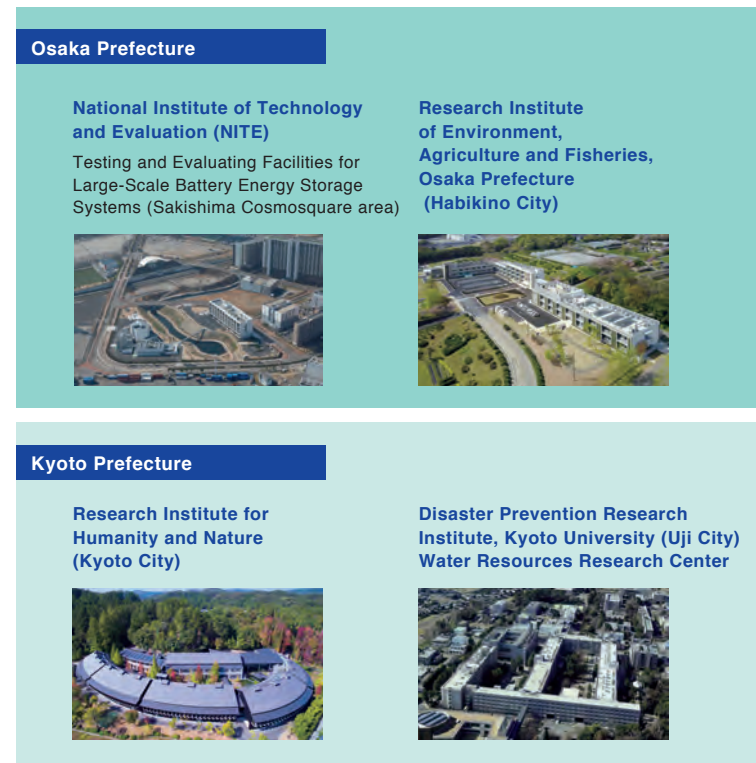 Osaka Prefecture
National Institute of Technology
and Evaluation (NITE)
Testing and Evaluating Facilities for
Large-Scale Battery Energy Storage
Systems (Sakishima Cosmosquare area)
Research Institute
of Environment,
Agriculture and Fisheries,
Osaka Prefecture
(Habikino City)
Kyoto Prefecture
Research Institute for
Humanity and Nature
(Kyoto City)
Disaster Prevention Research
Institute, Kyoto University (Uji City)
Water Resources Research Center